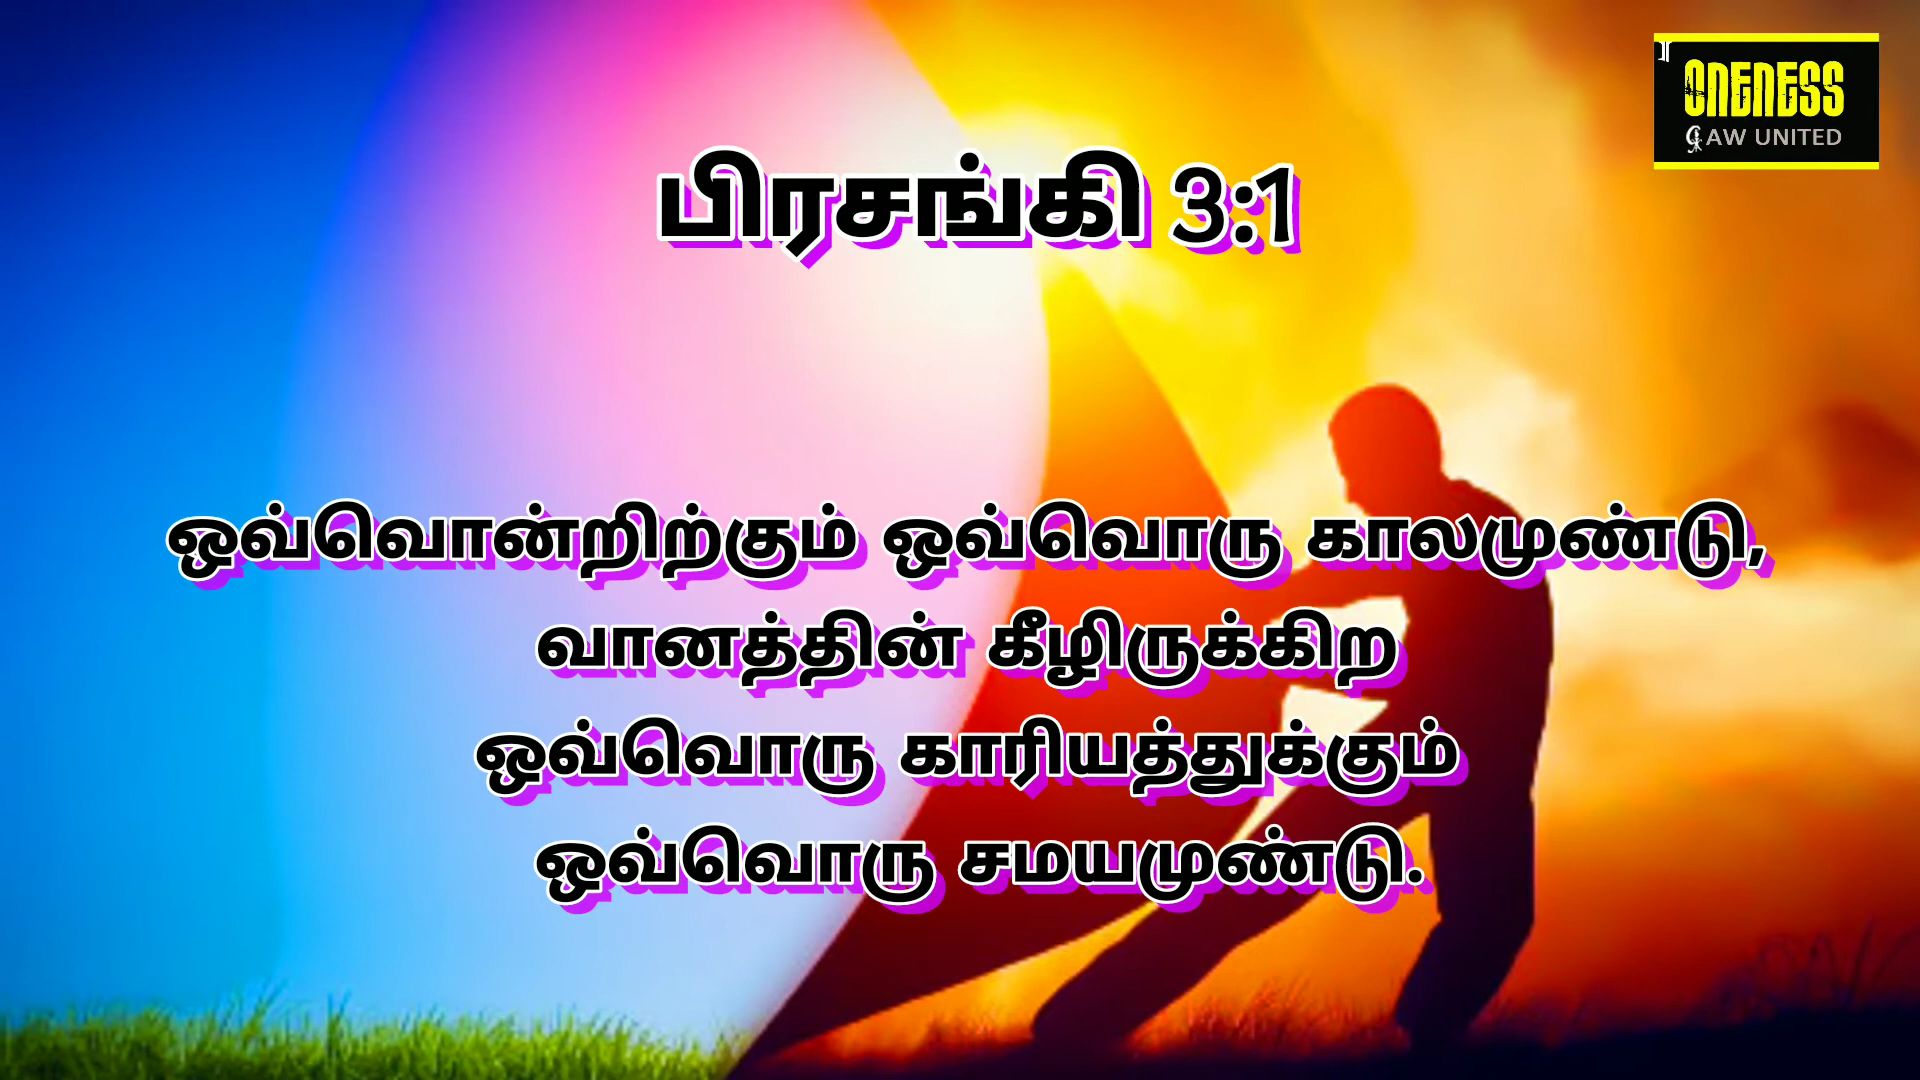 ONENESS
AW UNITED
பிரசங்கி 3:1
ஒவ்வொன்றிற்கும் ஒவ்வொரு காலமுண்டு,
வானத்தின் கீழிருக்கிற
ஒவ்வொரு காரியத்துக்கும்
ஒவ்வொரு சமயமுண்டு.